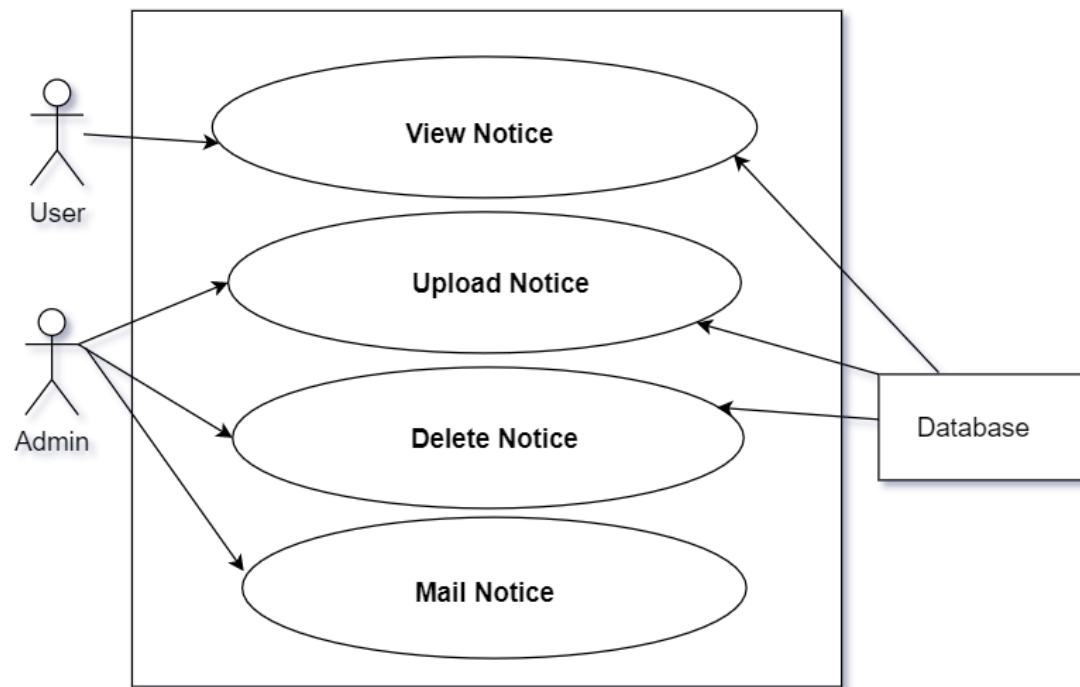 View Notice
User
Upload Notice
Admin
Delete Notice
Database
Mail Notice